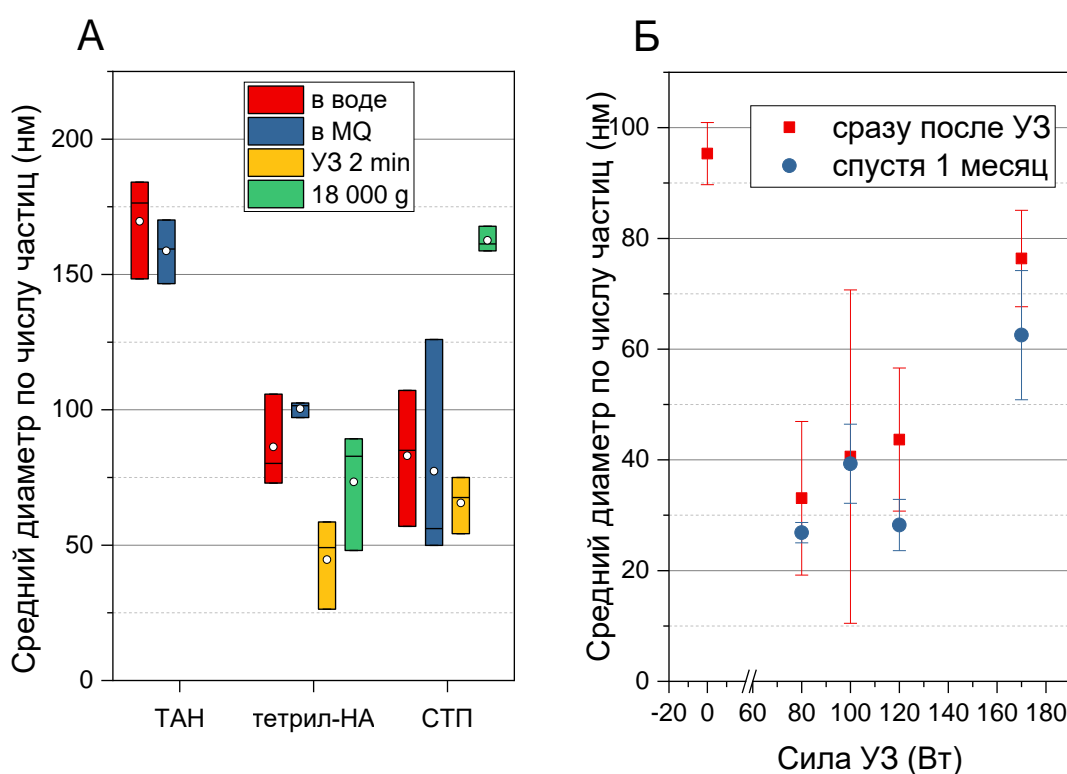 А
Средний диаметр по числу частиц (нм)
200
150
100
50
0
в воде
в MQ
УЗ 2 min
18 000 g
ТАН
тетрил-НА
СТП
Б
Средний диаметр по числу частиц (нм)
100
80
60
40
20
0
сразу после УЗ
спустя 1 месяц
-20 0 60 80 100 120 140 160 180
Сила УЗ (Вт)